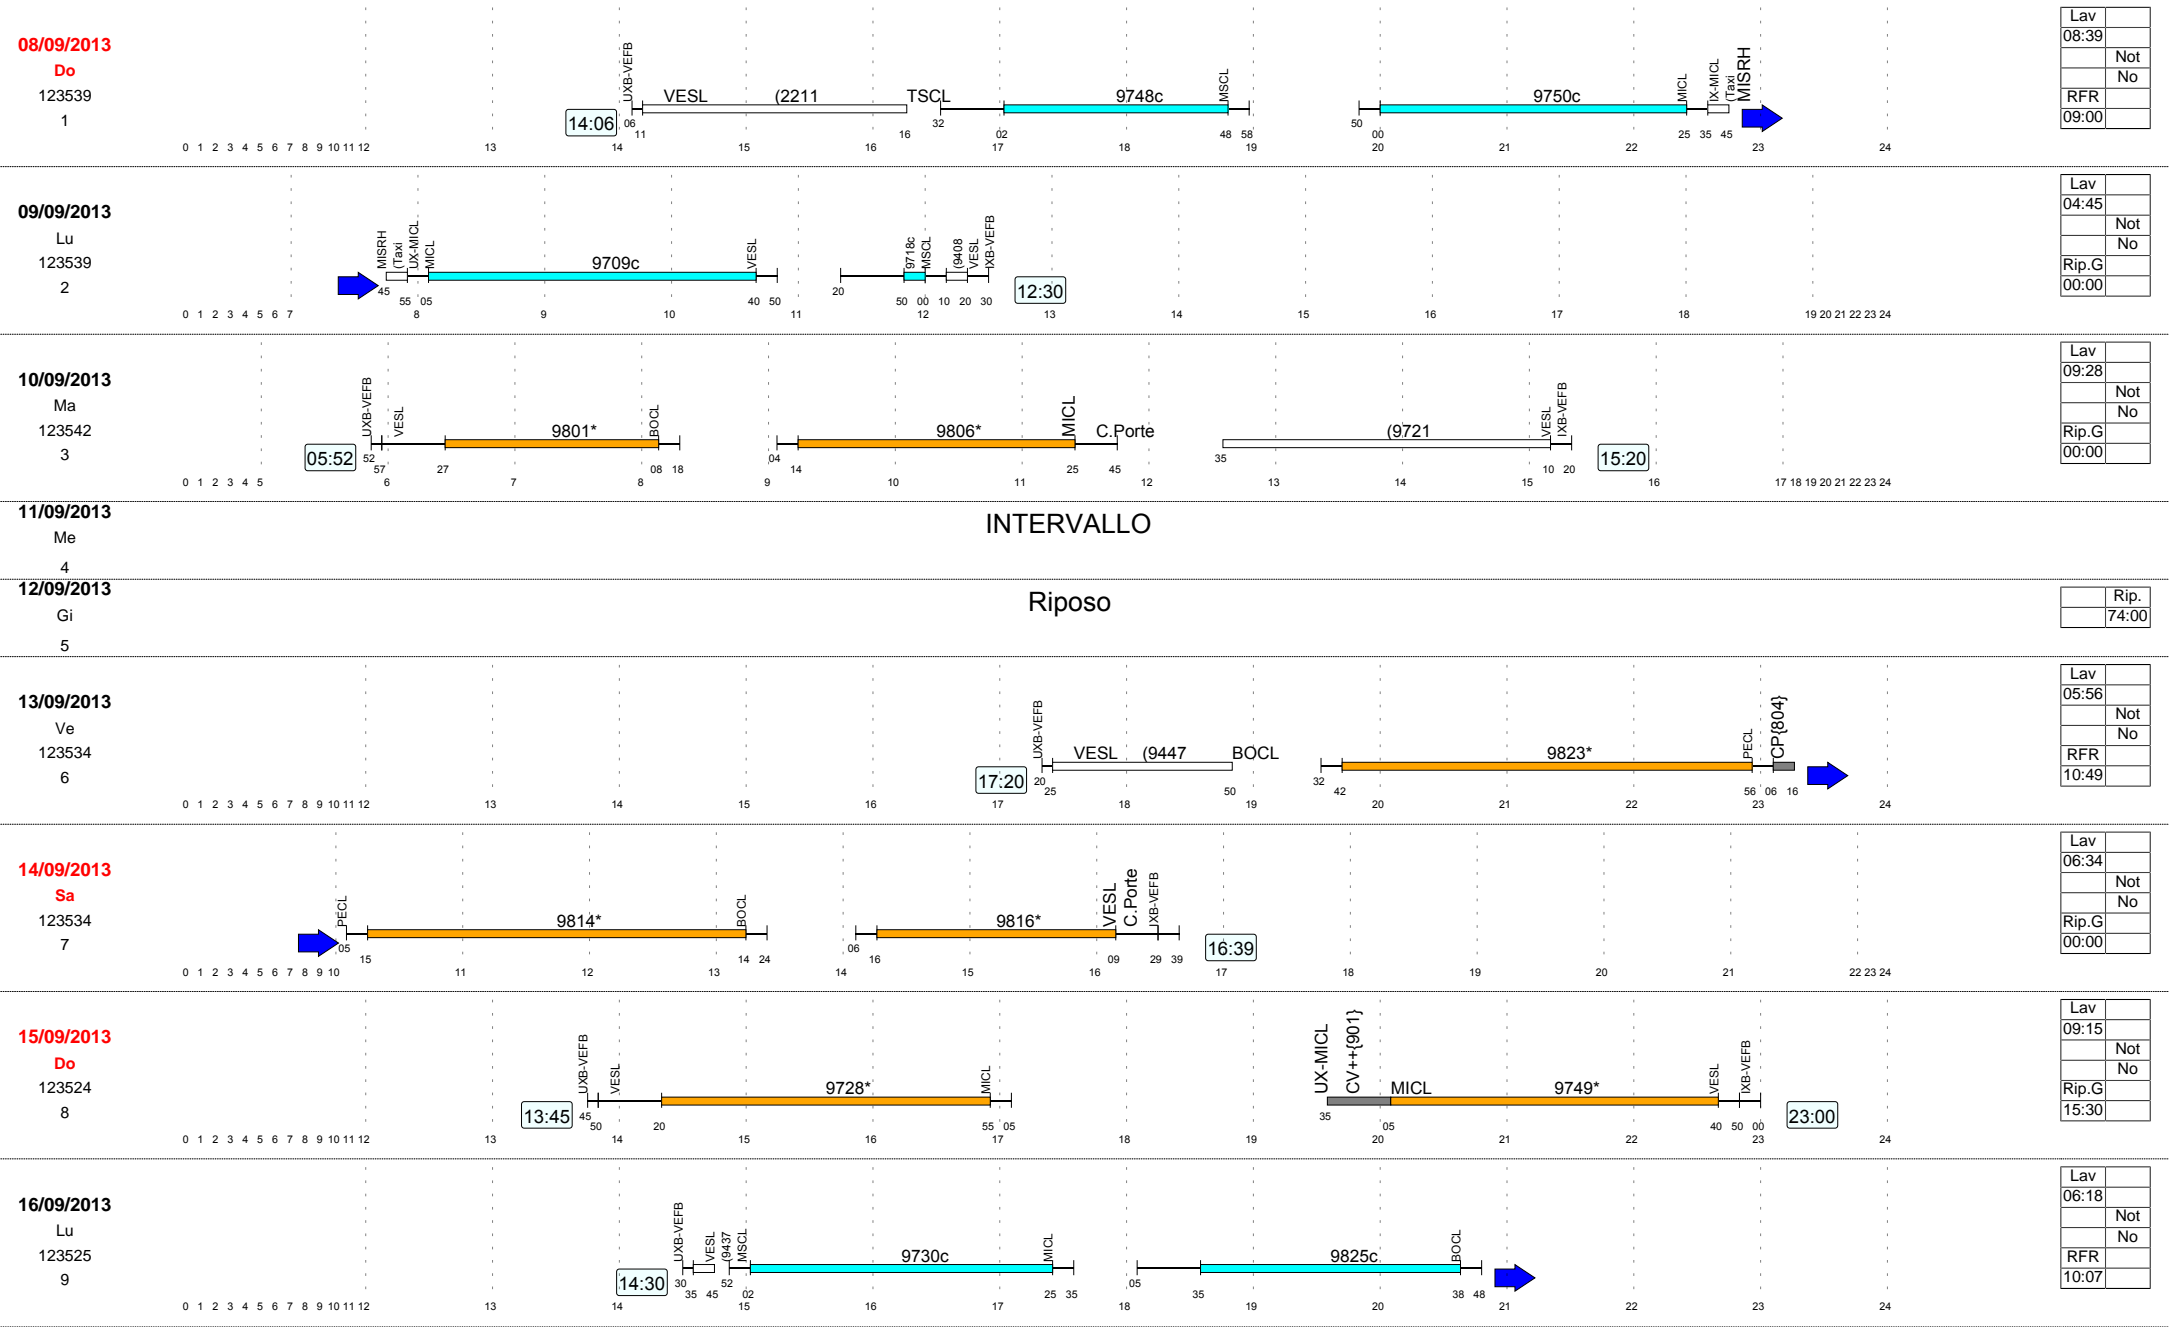 08/09/2013
Do
123539
1
14:06
UXB-VEFB VESL (2211 TSCL 9748c MSCL 9750c MICL IX-MICL (Taxi MISRH
06 11 16 32 02 48 58 50 00 25 35 45
0 1 2 3 4 5 6 7 8 9 10 11 12 13 14 15 16 17 18 19 20 21 22 23 24
Lav
08:39
Not
No
RFR
09:00
09/09/2013
Lu
123539
2
MISRH (Taxi UX-MICL MICL 9709c VESL 9718c MSCL (9408 VESL IXB-VEFB
45 55 05 40 50 20 50 00 10 20 30
12:30
0 1 2 3 4 5 6 7 8 9 10 11 12 13 14 15 16 17 18 19 20 21 22 23 24
Lav
04:45
Not
No
Rip.G
00:00
10/09/2013
Ma
123542
3
05:52
UXB-VEFB VESL 9801* BOCL 9806* MICL C.Porte (9721 VESL IXB-VEFB
52 57 27 08 18 04 14 25 45 35 10 20
15:20
0 1 2 3 4 5 6 7 8 9 10 11 12 13 14 15 16 17 18 19 20 21 22 23 24
Lav
09:28
Not
No
Rip.G
00:00
11/09/2013
Me
4
INTERVALLO
12/09/2013
Gi
5
Riposo
Rip.
74:00
13/09/2013
Ve
123534
6
17:20
UXB-VEFB VESL (9447 BOCL 9823* PECL CP{804}
20 25 50 32 42 56 06 16
0 1 2 3 4 5 6 7 8 9 10 11 12 13 14 15 16 17 18 19 20 21 22 23 24
Lav
05:56
Not
No
RFR
10:49
14/09/2013
Sa
123534
7
PECL 9814* BOCL 9816* VESL C.Porte IXB-VEFB
05 15 14 24 06 16 09 29 39
16:39
0 1 2 3 4 5 6 7 8 9 10 11 12 13 14 15 16 17 18 19 20 21 22 23 24
Lav
06:34
Not
No
Rip.G
00:00
15/09/2013
Do
123524
8
13:45
UXB-VEFB VESL 9728* MICL UX-MICL CV++{901} MICL 9749* VESL IXB-VEFB
45 50 20 55 05 35 05 40 50 00
23:00
0 1 2 3 4 5 6 7 8 9 10 11 12 13 14 15 16 17 18 19 20 21 22 23 24
Lav
09:15
Not
No
Rip.G
15:30
16/09/2013
Lu
123525
9
14:30
UXB-VEFB VESL (9437 MSCL 9730c MICL 9825c BOCL
30 35 45 52 02 25 35 05 35 38 48
0 1 2 3 4 5 6 7 8 9 10 11 12 13 14 15 16 17 18 19 20 21 22 23 24
Lav
06:18
Not
No
RFR
10:07